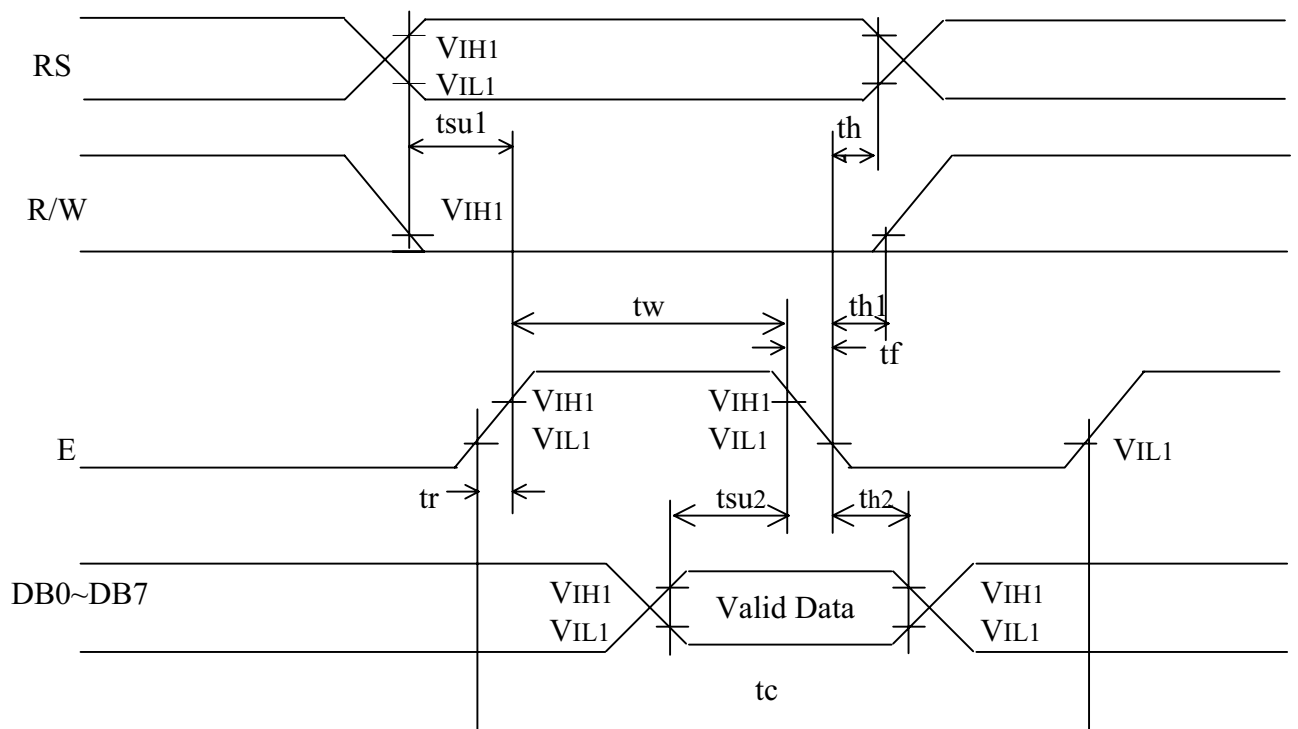 RS
VIH1
VIL1
tsu1
th
R/W
VIH1
tw
th1
tf
E
VIH1
VIL1
VIH1
VIL1
VIL1
tr
tsu2
th2
DB0~DB7
VIH1
VIL1
Valid Data
VIH1
VIL1
tc